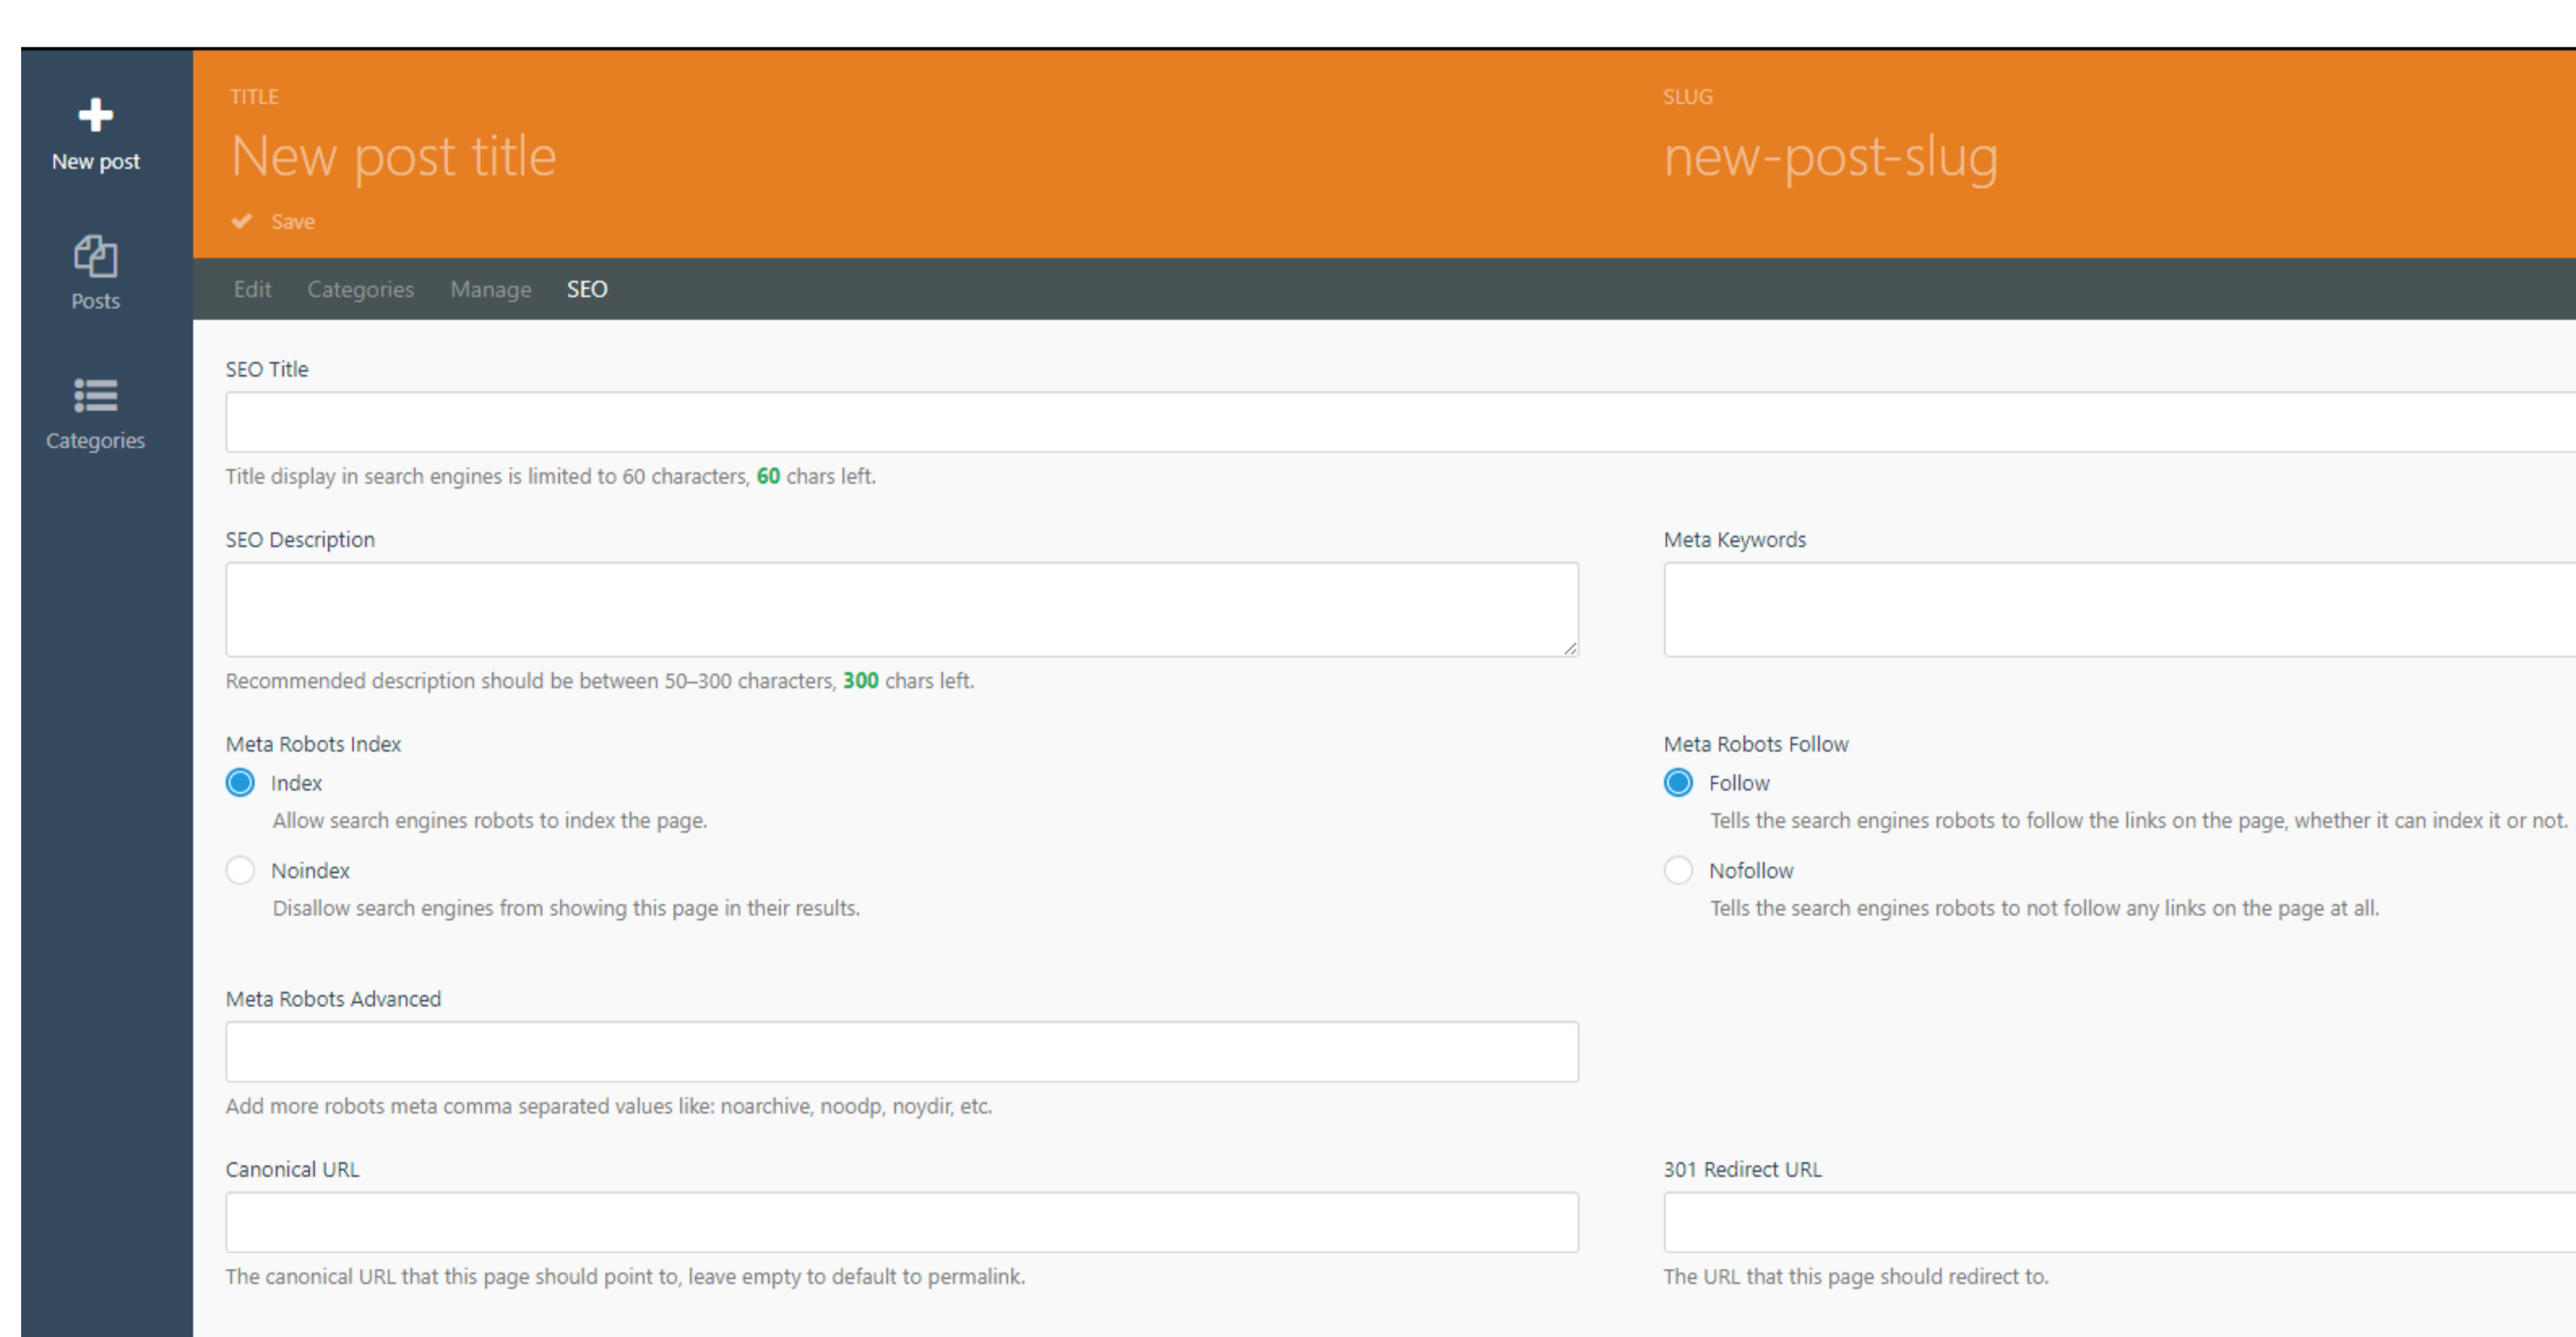 New post
Posts
Categories
TITLE
New post title
SLUG
new-post-slug
Save
Edit Categories Manage SEO
SEO Title
Title display in search engines is limited to 60 characters, 60 chars left.
SEO Description
Recommended description should be between 50–300 characters, 300 chars left.
Meta Keywords
Meta Robots Index
Index
Allow search engines robots to index the page.
Noindex
Disallow search engines from showing this page in their results.
Meta Robots Follow
Follow
Tells the search engines robots to follow the links on the page, whether it can index it or not.
Nofollow
Tells the search engines robots to not follow any links on the page at all.
Meta Robots Advanced
Add more robots meta comma separated values like: noarchive, noodp, noydir, etc.
Canonical URL
The canonical URL that this page should point to, leave empty to default to permalink.
301 Redirect URL
The URL that this page should redirect to.